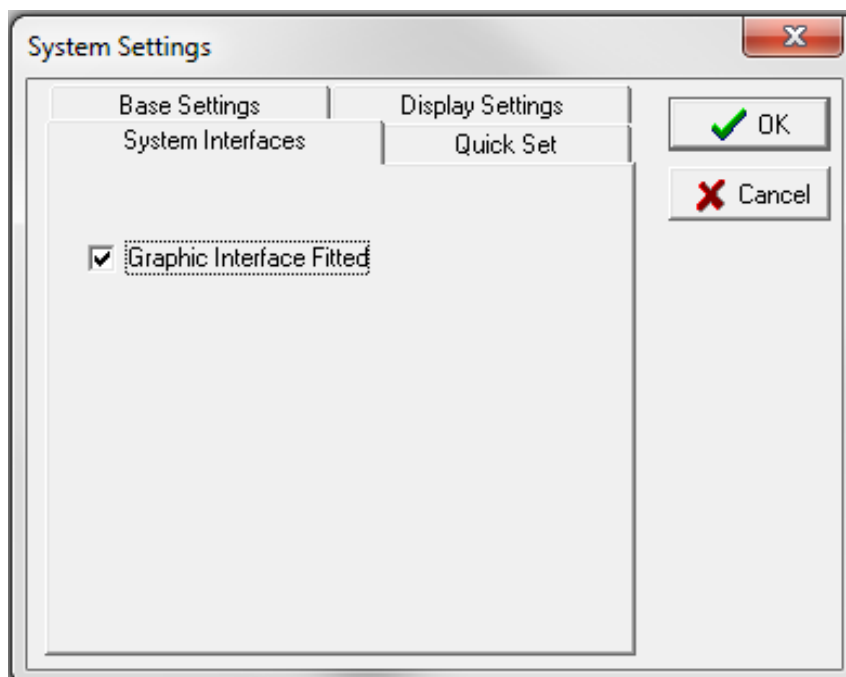 System Settings
Base Settings Display Settings
System Interfaces Quick Set
OK
Cancel
Graphic Interface Fitted